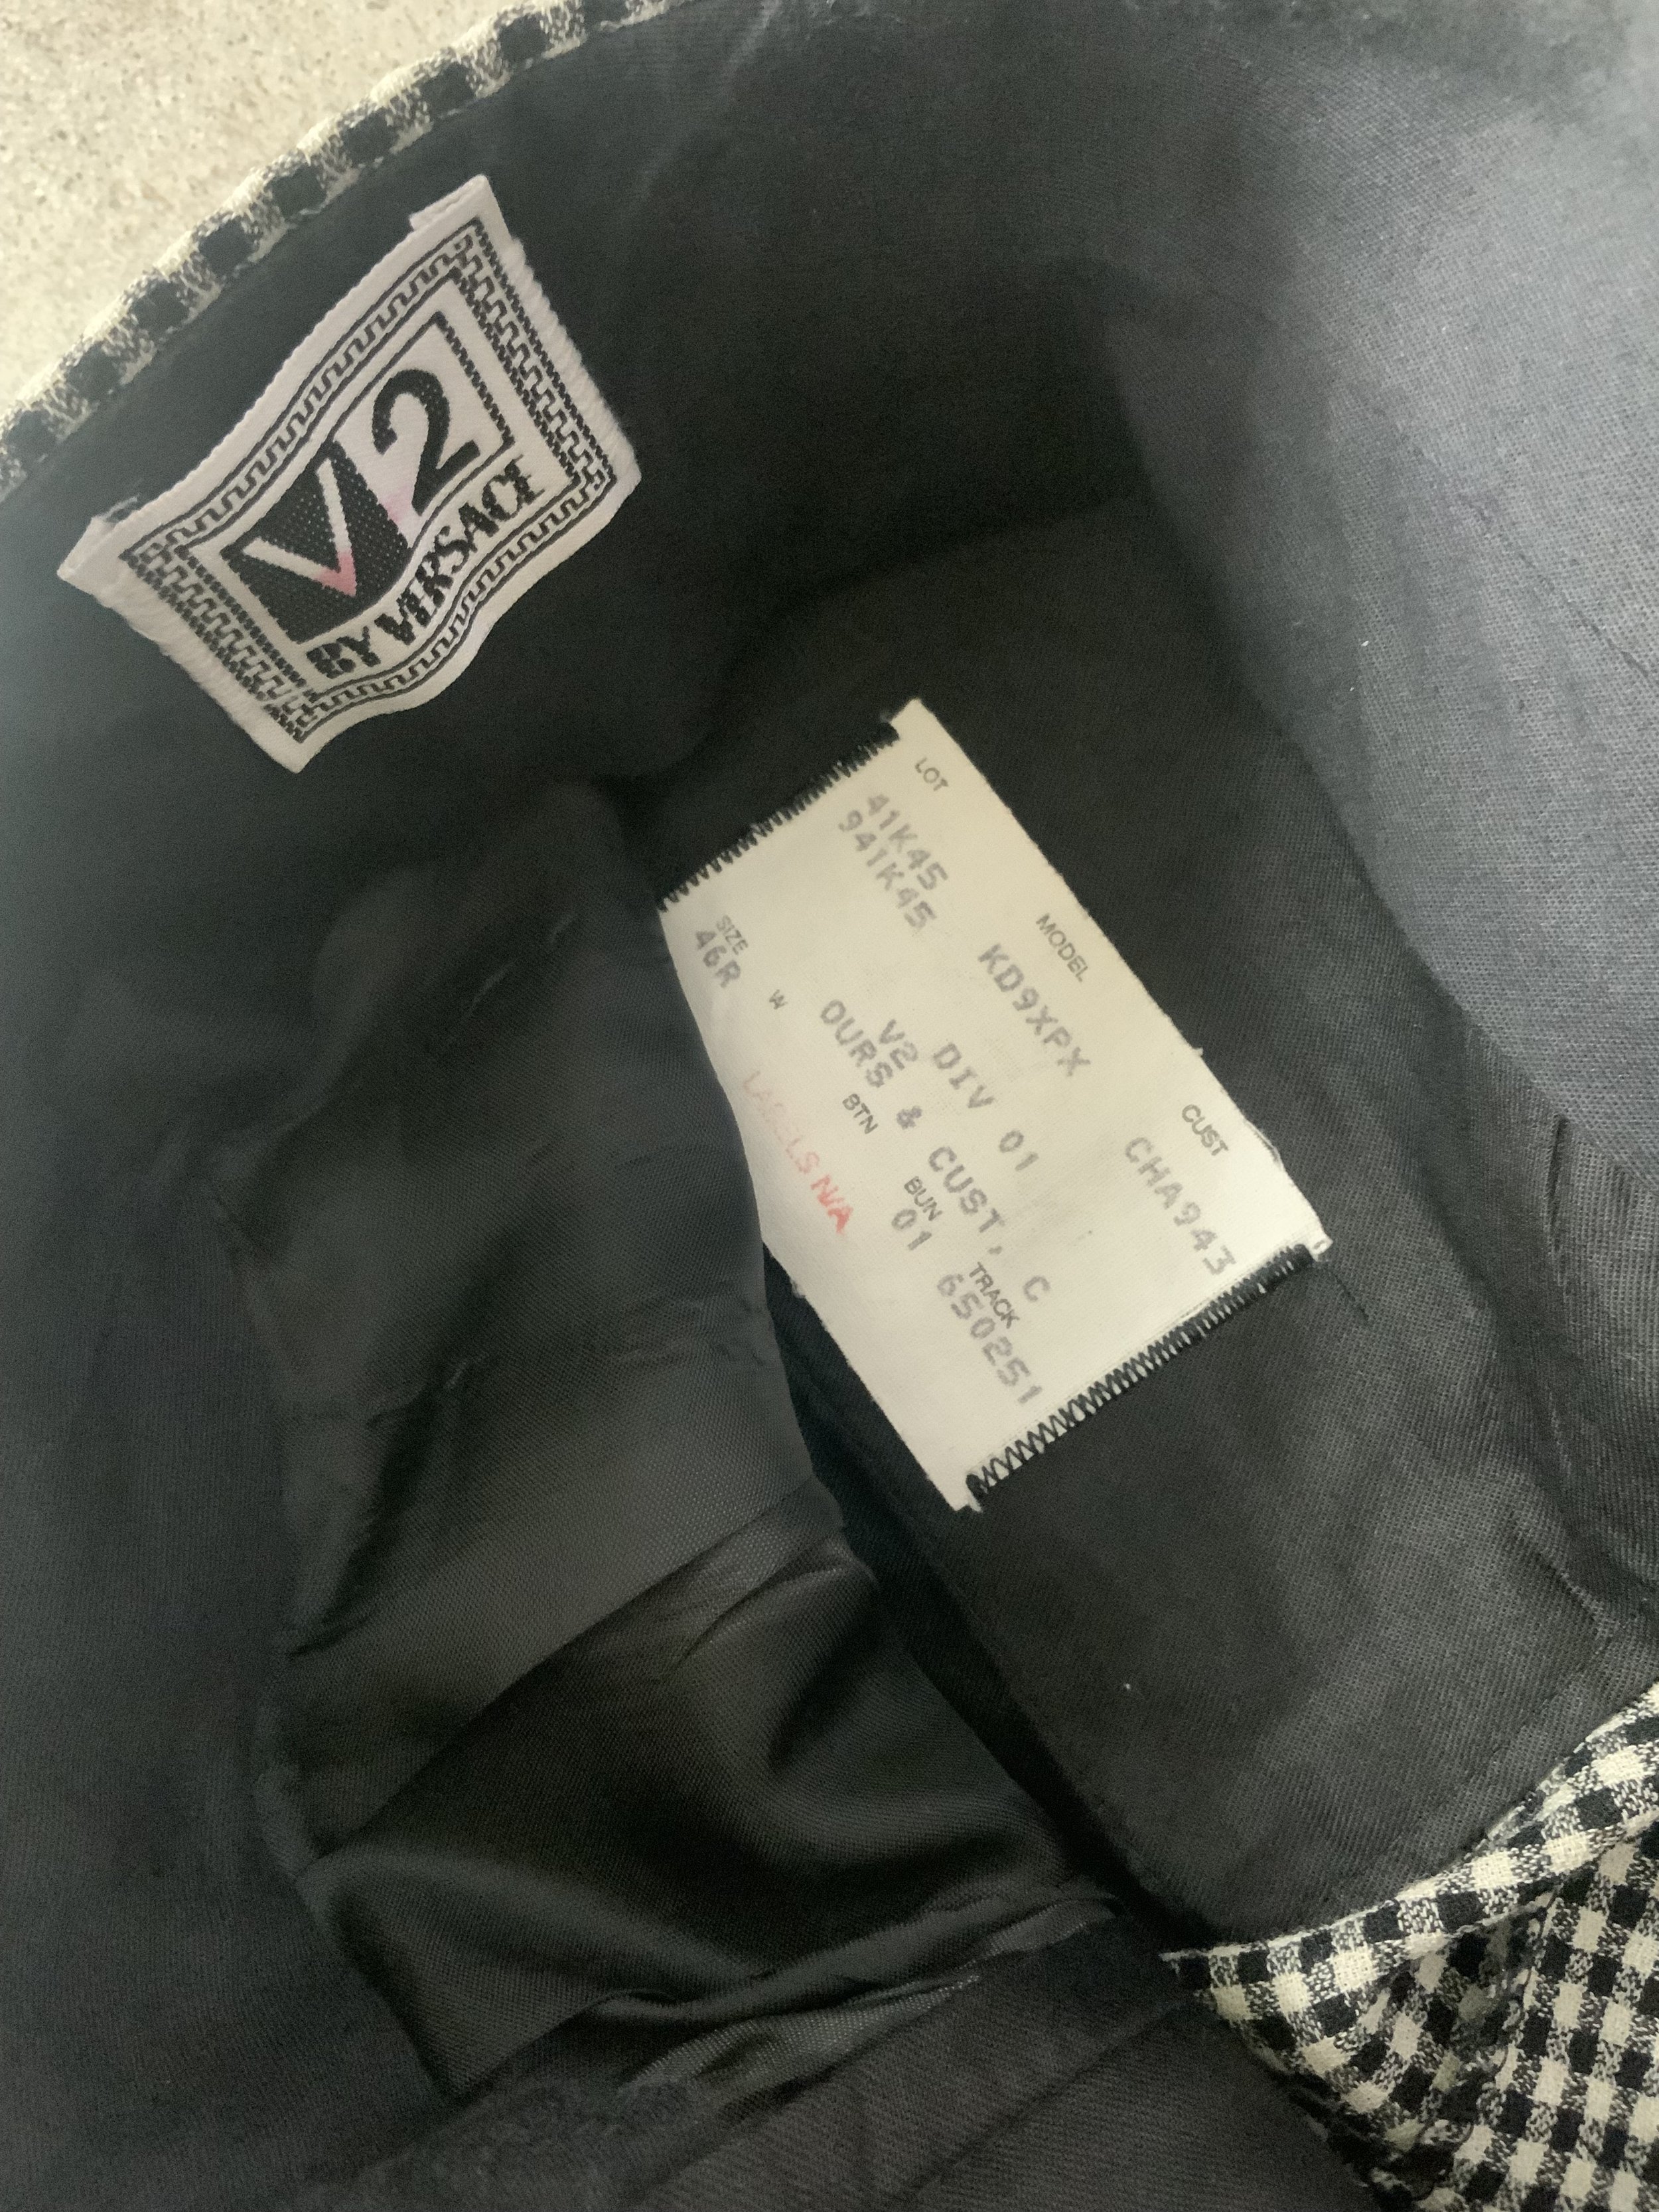 V2
BY VERSACE
LOT MODEL CUST
41K45 KD9XPX CHA943
941K45
V2 DIV 01
OURS & CUST, C
SIZE W BTN BUN TRACK
46R 01 650251
LABELS N/A